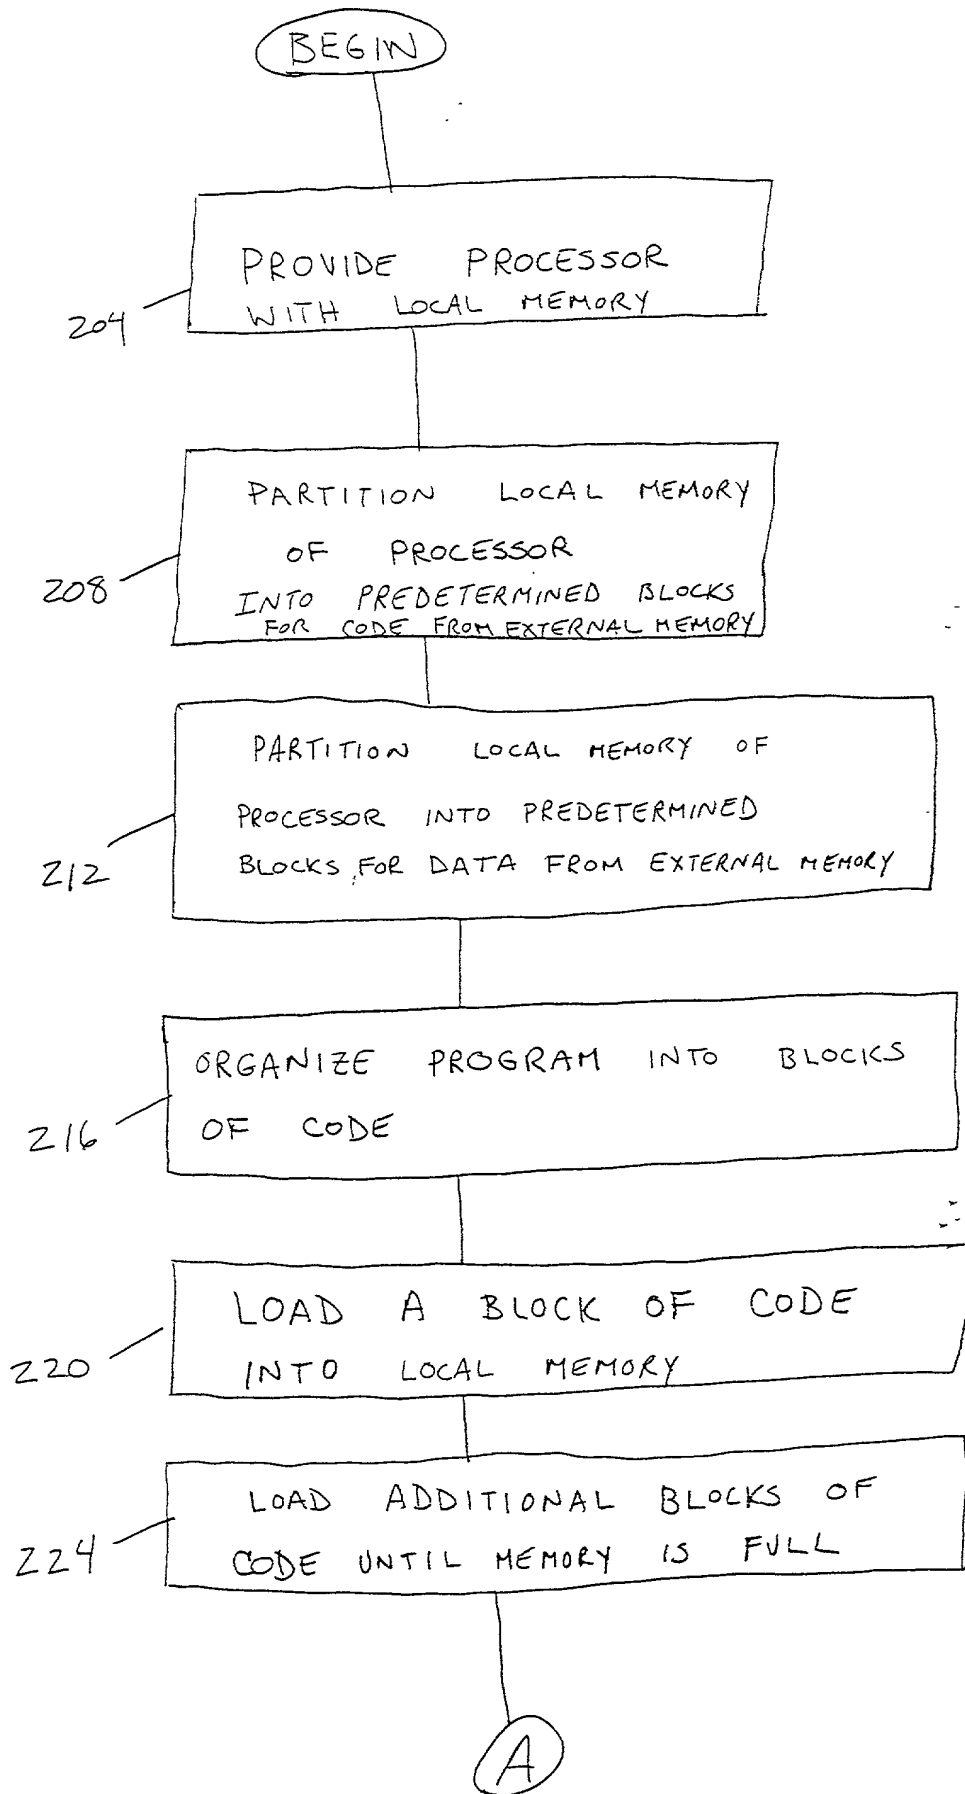 BEGIN
PROVIDE PROCESSOR
WITH LOCAL MEMORY
204
PARTITION LOCAL MEMORY
OF PROCESSOR
INTO PREDETERMINED BLOCKS
FOR CODE FROM EXTERNAL MEMORY
208
PARTITION LOCAL MEMORY OF
PROCESSOR INTO PREDETERMINED
BLOCKS FOR DATA FROM EXTERNAL MEMORY
212
ORGANIZE PROGRAM INTO BLOCKS
OF CODE
216
LOAD A BLOCK OF CODE
INTO LOCAL MEMORY
220
LOAD ADDITIONAL BLOCKS OF
CODE UNTIL MEMORY IS FULL
224
A